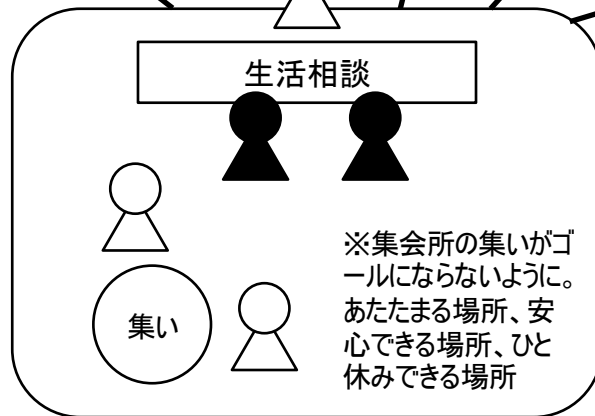 生活相談
※集会所の集いがゴ
ールにならないように。
あたたまる場所、安
心できる場所、ひと
休みできる場所
集い